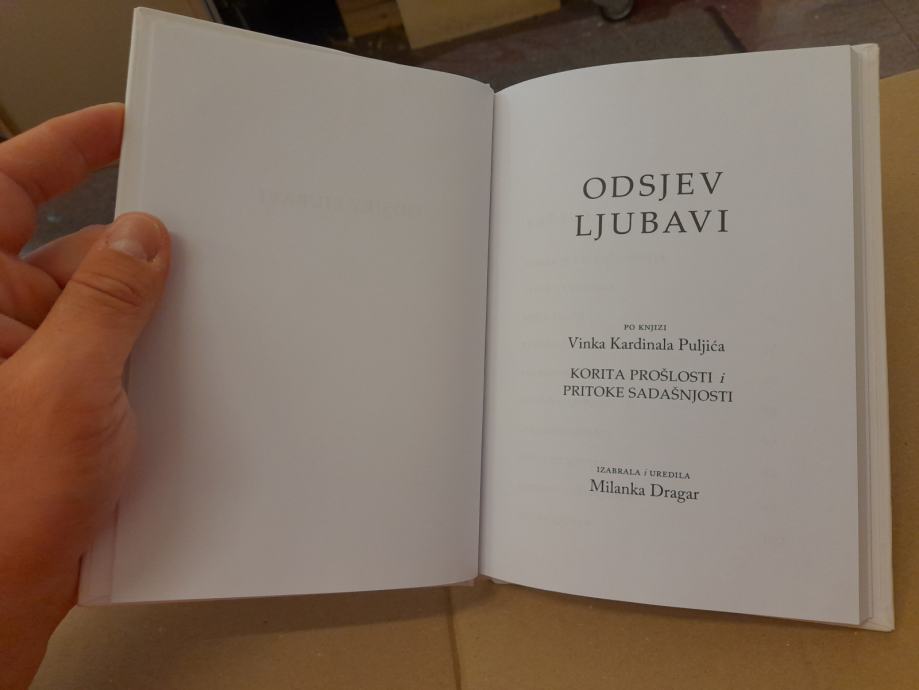 ODSJEV
LJUBAVI
PO KNJIZI
Vinka Kardinala Puljića
KORITA PROŠLOSTI i
PRITOKE SADAŠNJOSTI
IZABRALA i UREDILA
Milanka Dragar